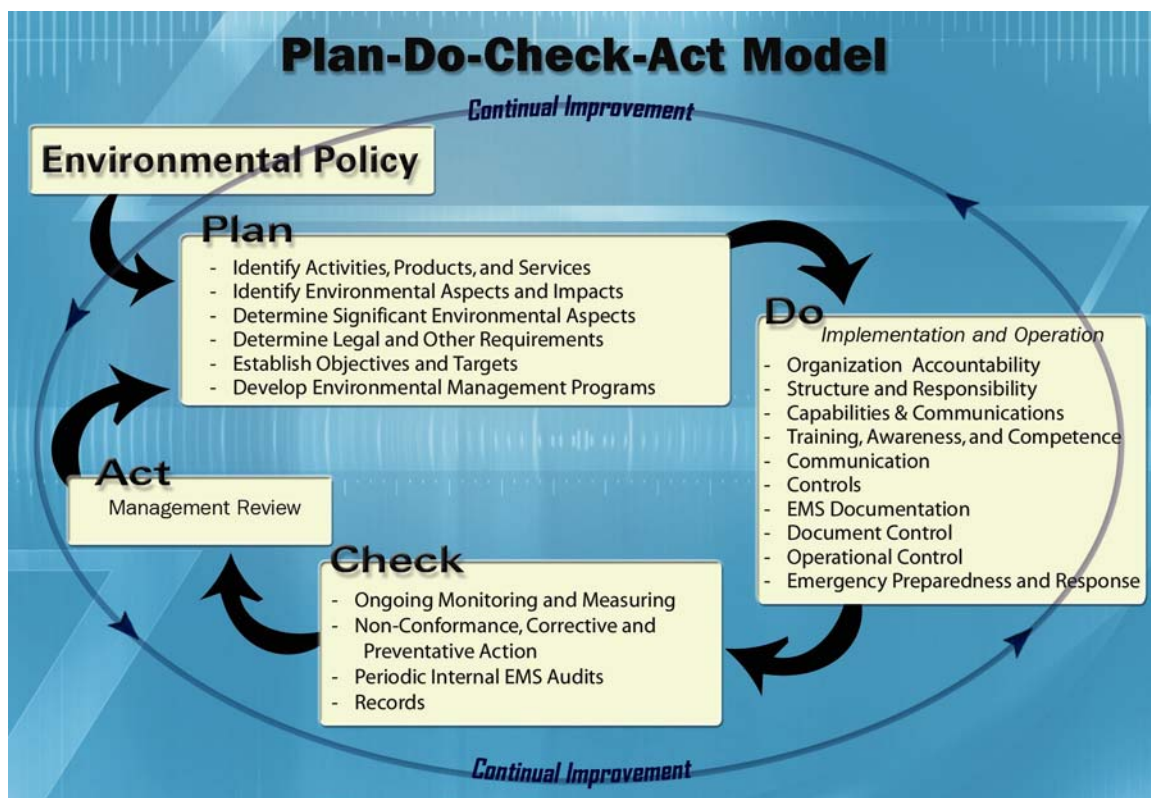 Plan-Do-Check-Act Model
Continual Improvement
Environmental Policy
Plan
- Identify Activities, Products, and Services
- Identify Environmental Aspects and Impacts
- Determine Significant Environmental Aspects
- Determine Legal and Other Requirements
- Establish Objectives and Targets
- Develop Environmental Management Programs
Do
Implementation and Operation
- Organization Accountability
- Structure and Responsibility
- Capabilities & Communications
- Training, Awareness, and Competence
- Communication
- Controls
- EMS Documentation
- Document Control
- Operational Control
- Emergency Preparedness and Response
Check
- Ongoing Monitoring and Measuring
- Non-Conformance, Corrective and
Preventative Action
- Periodic Internal EMS Audits
- Records
Act
Management Review
Continual Improvement